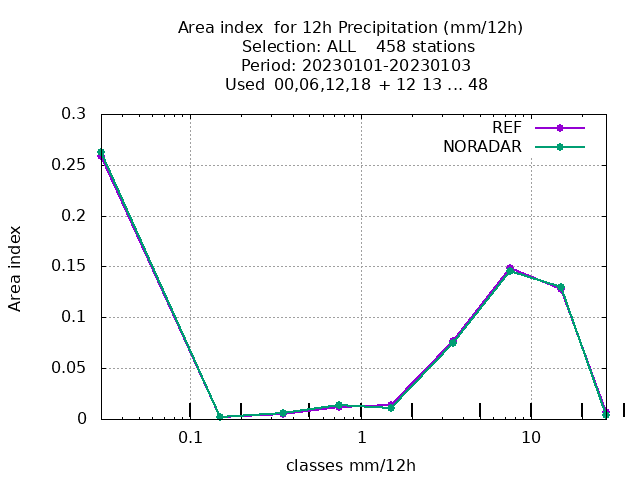 Area index  for 12h Precipitation (mm/12h)
Selection: ALL    458 stations
Period: 20230101-20230103
Used  00,06,12,18  + 12 13 ... 48
REF
NORADAR
0.3
0.25
0.2
0.15
0.1
0.05
0
Area index
0.1 1 10
classes mm/12h